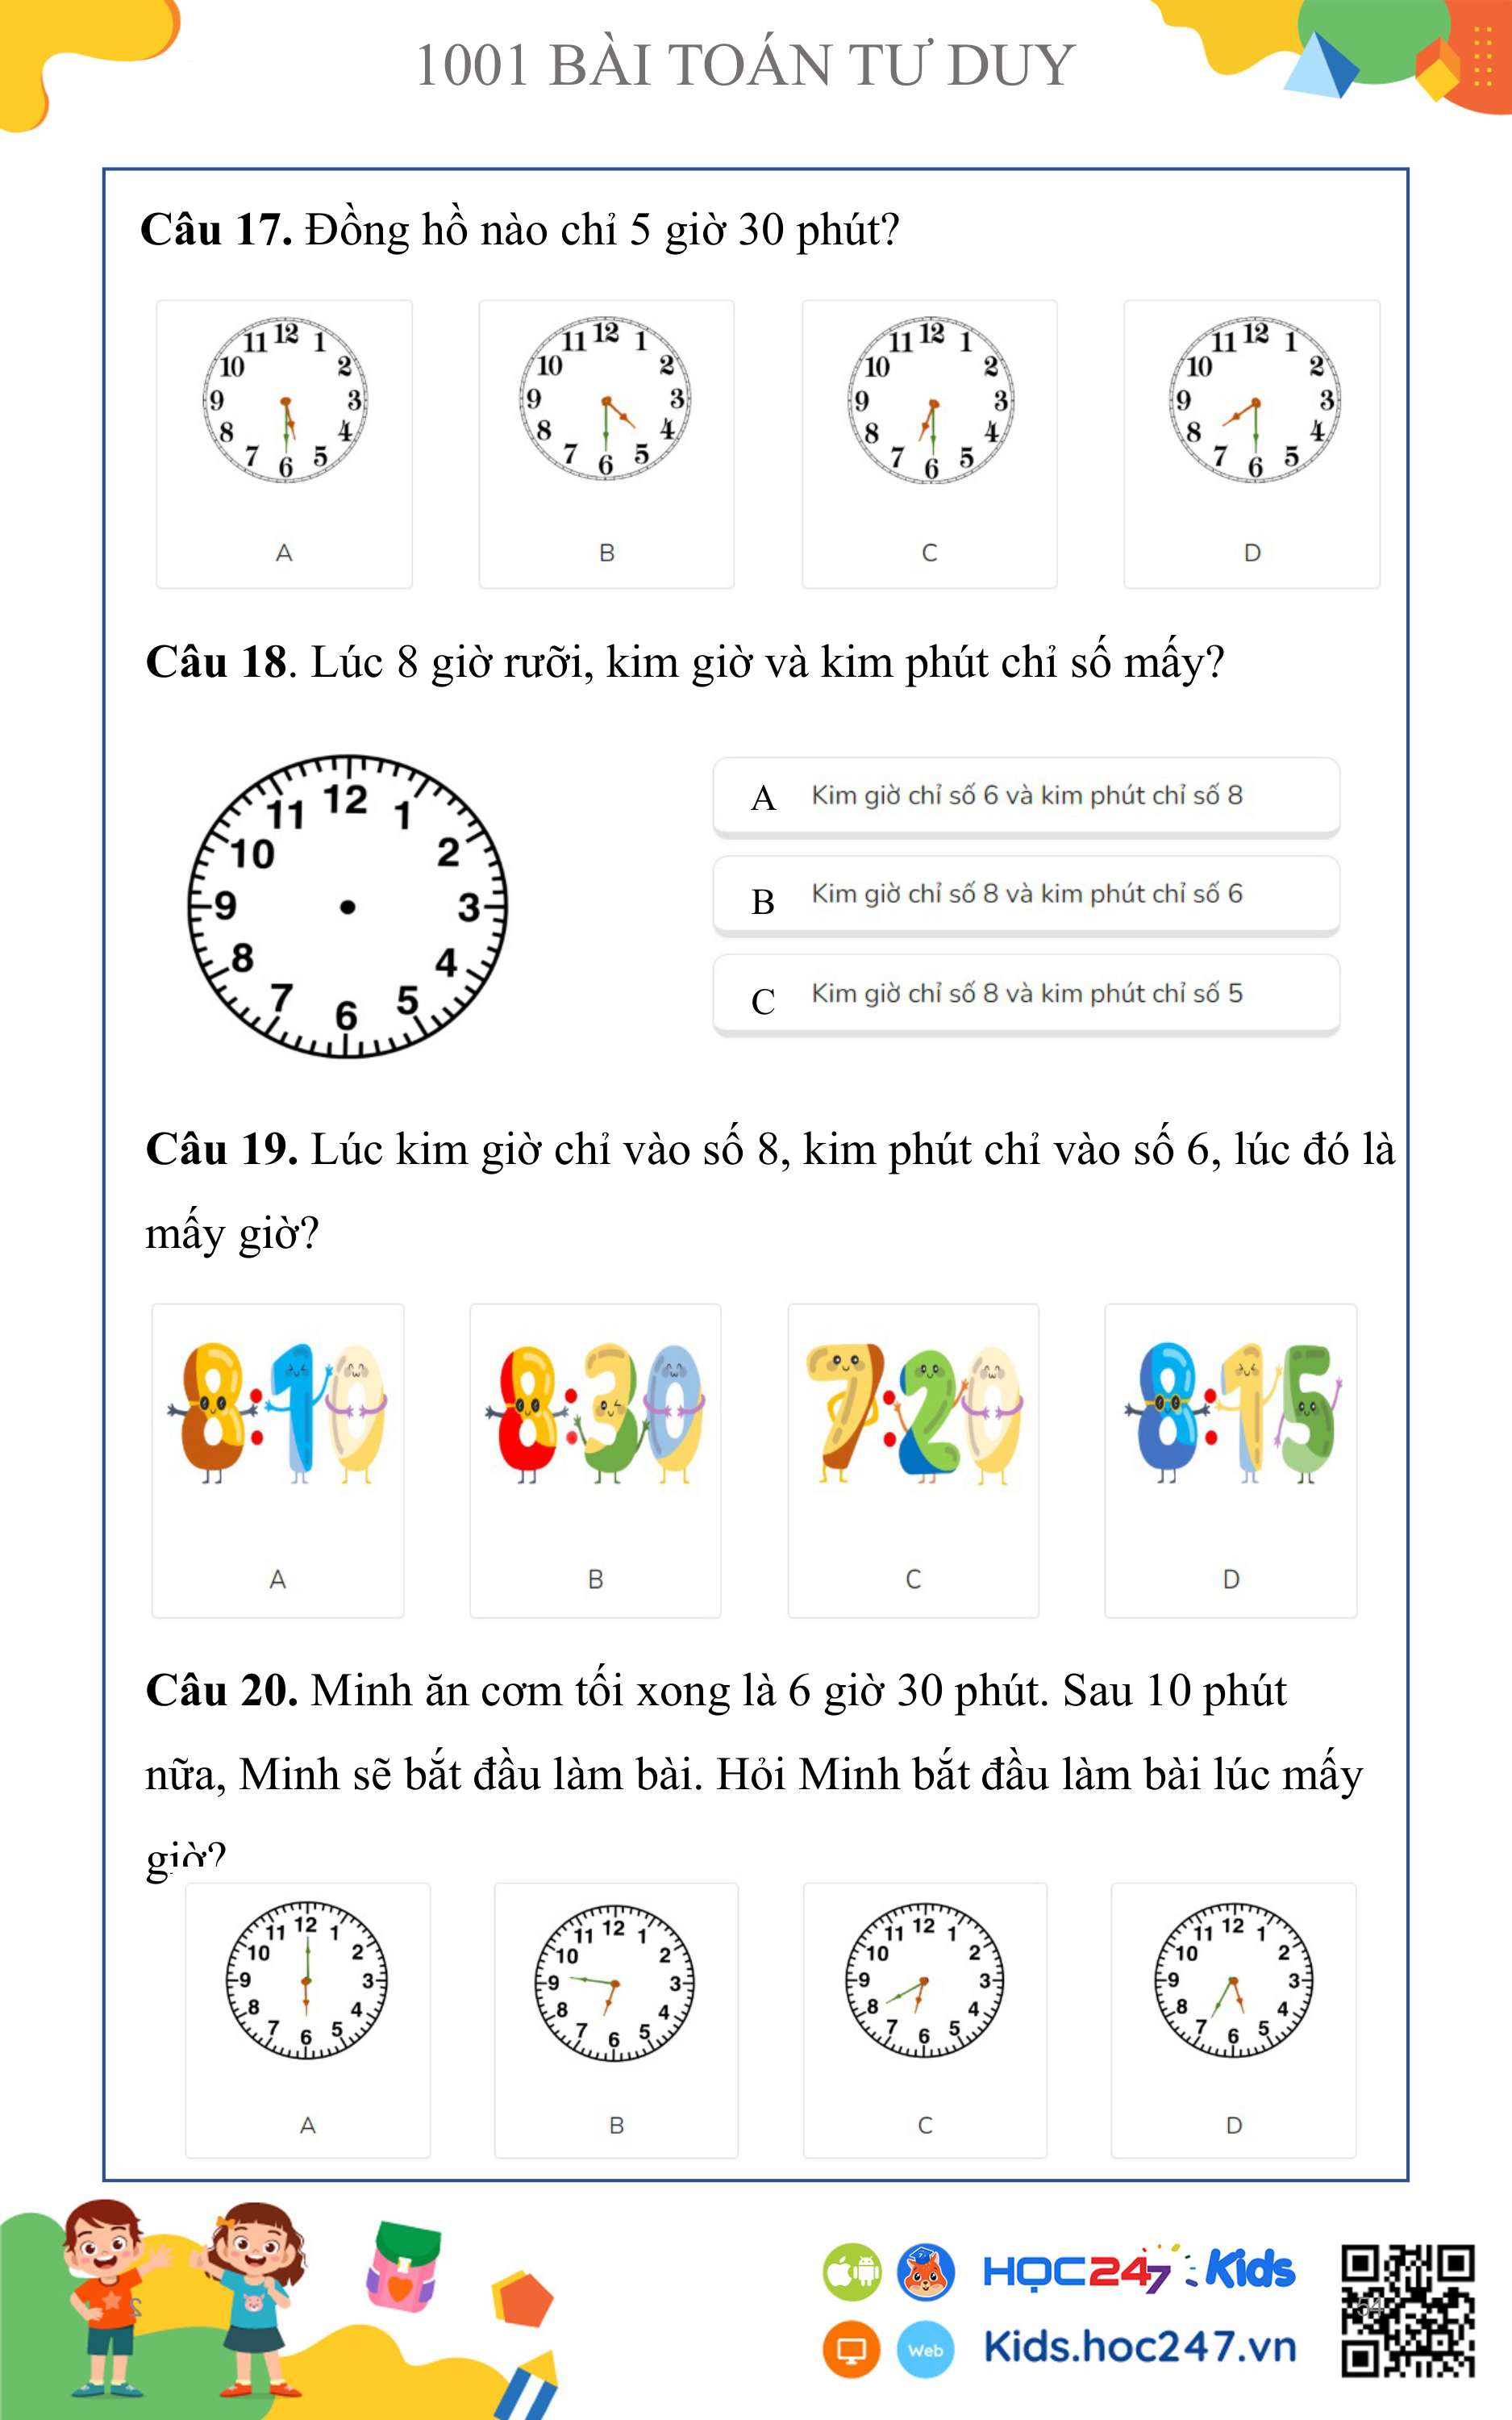 1001 BÀI TOÁN TƯ DUY
Câu 17. Đồng hồ nào chỉ 5 giờ 30 phút?
11 12 1
10 2
9 3
8 4
7 6 5
A
11 12 1
10 2
9 3
8 4
7 6 5
B
11 12 1
10 2
9 3
8 4
7 6 5
C
11 12 1
10 2
9 3
8 4
7 6 5
D
Câu 18. Lúc 8 giờ rưỡi, kim giờ và kim phút chỉ số mấy?
11 12 1
10 2
9 3
8 4
7 6 5
A Kim giờ chỉ số 6 và kim phút chỉ số 8
B Kim giờ chỉ số 8 và kim phút chỉ số 6
C Kim giờ chỉ số 8 và kim phút chỉ số 5
Câu 19. Lúc kim giờ chỉ vào số 8, kim phút chỉ vào số 6, lúc đó là
mấy giờ?
8:10
A
8:30
B
7:20
C
8:15
D
Câu 20. Minh ăn cơm tối xong là 6 giờ 30 phút. Sau 10 phút
nữa, Minh sẽ bắt đầu làm bài. Hỏi Minh bắt đầu làm bài lúc mấy
giờ?
11 12 1
10 2
9 3
8 4
7 6 5
A
11 12 1
10 2
9 3
8 4
7 6 5
B
11 12 1
10 2
9 3
8 4
7 6 5
C
11 12 1
10 2
9 3
8 4
7 6 5
D
HỌC247 Kids
Web Kids.hoc247.vn
54
2